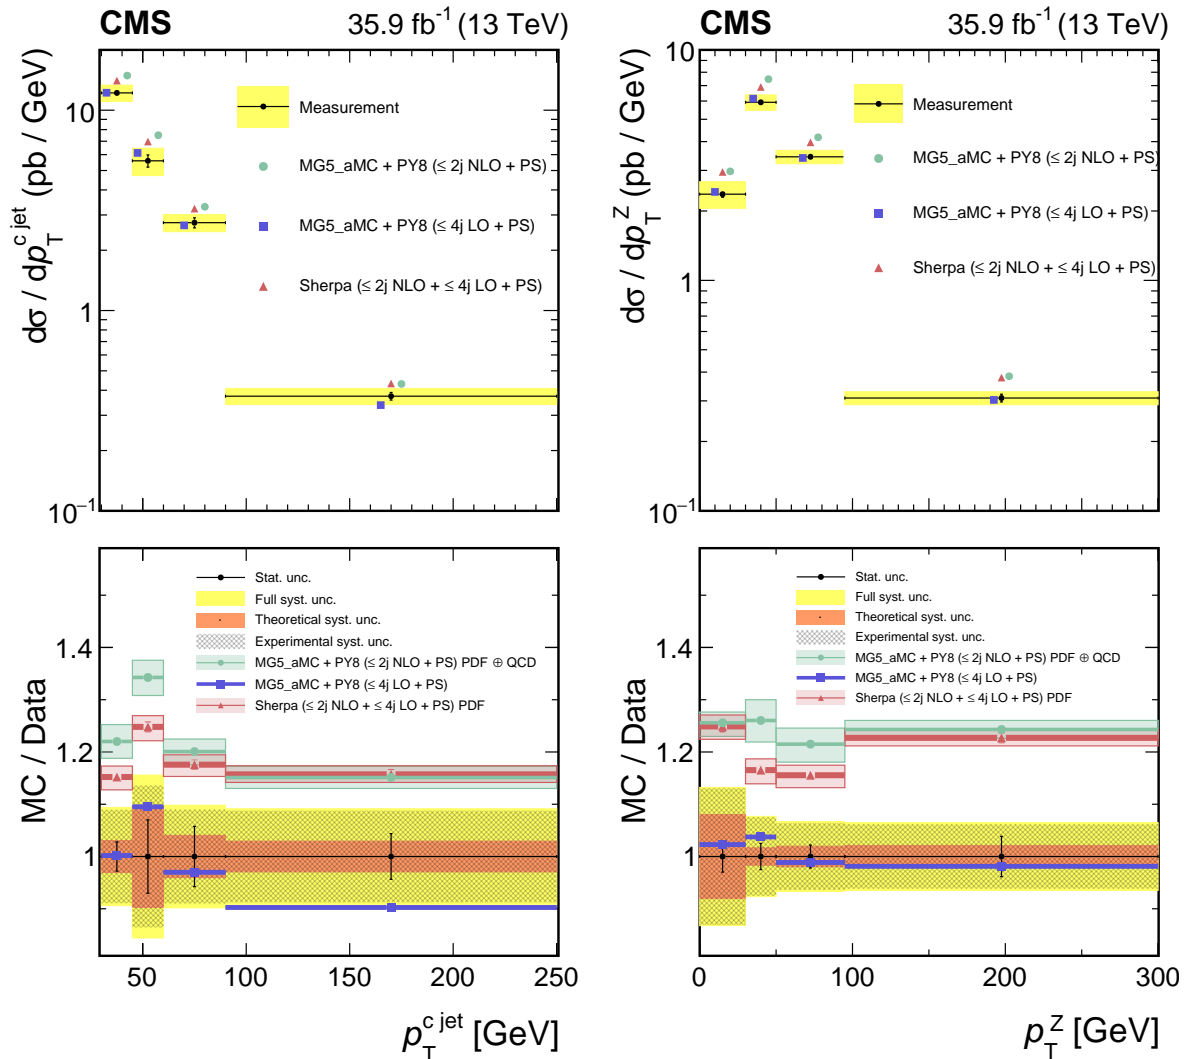 CMS 35.9 fb⁻¹ (13 TeV)
dσ / dp_T^{c jet} (pb / GeV)
10
1
10⁻¹
Measurement
MG5_aMC + PY8 (≤ 2j NLO + PS)
MG5_aMC + PY8 (≤ 4j LO + PS)
Sherpa (≤ 2j NLO + ≤ 4j LO + PS)
MC / Data
1.4
1.2
1
Stat. unc.
Full syst. unc.
Theoretical syst. unc.
Experimental syst. unc.
MG5_aMC + PY8 (≤ 2j NLO + PS) PDF ⊕ QCD
MG5_aMC + PY8 (≤ 4j LO + PS)
Sherpa (≤ 2j NLO + ≤ 4j LO + PS) PDF
50 100 150 200 250
p_T^{c jet} [GeV]
CMS 35.9 fb⁻¹ (13 TeV)
dσ / dp_T^Z (pb / GeV)
10
1
10⁻¹
Measurement
MG5_aMC + PY8 (≤ 2j NLO + PS)
MG5_aMC + PY8 (≤ 4j LO + PS)
Sherpa (≤ 2j NLO + ≤ 4j LO + PS)
MC / Data
1.4
1.2
1
Stat. unc.
Full syst. unc.
Theoretical syst. unc.
Experimental syst. unc.
MG5_aMC + PY8 (≤ 2j NLO + PS) PDF ⊕ QCD
MG5_aMC + PY8 (≤ 4j LO + PS)
Sherpa (≤ 2j NLO + ≤ 4j LO + PS) PDF
0 50 100 150 200 250 300
p_T^Z [GeV]